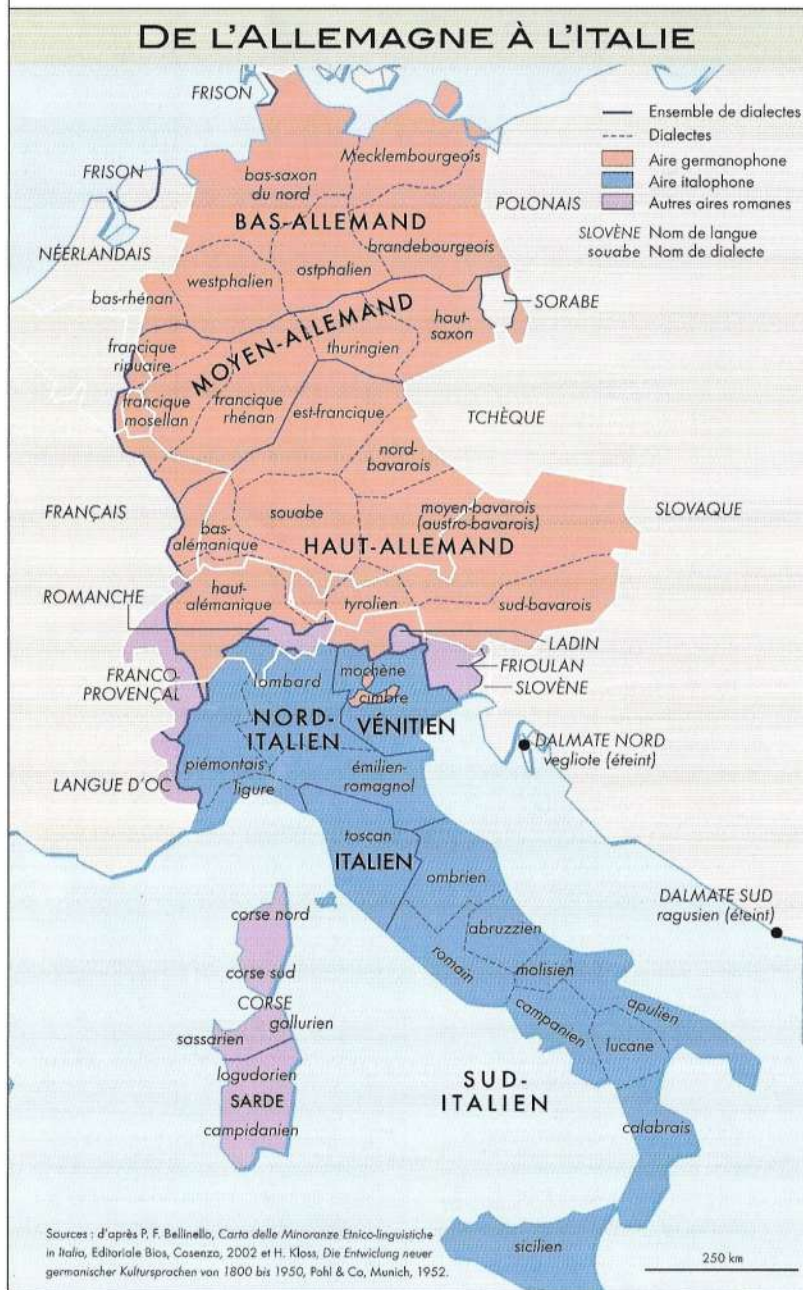 DE L'ALLEMAGNE À L'ITALIE
FRISON
FRISON
NÉERLANDAIS
POLONAIS
Ensemble de dialectes
Dialectes
Aire germanophone
Aire italophone
Autres aires romanes
SLOVÈNE Nom de langue
souabe Nom de dialecte
Mecklembourgeois
bas-saxon
du nord
BAS-ALLEMAND
brandebourgeois
ostphalien
westphalien
bas-rhénan
SORABE
MOYEN-ALLEMAND
haut-
saxon
thuringien
francique
ripuaire
francique
mosellan
francique
rhénan
est-francique
TCHÈQUE
nord-
bavarois
FRANÇAIS
souabe
moyen-bavarois
(austro-bavarois)
SLOVAQUE
bas-
alémanique
HAUT-ALLEMAND
ROMANCHE
haut-
alémanique
tyrolien
sud-bavarois
LADIN
FRIOULAN
SLOVÈNE
FRANCO-
PROVENÇAL
lombard
mochène
cimbre
NORD-
ITALIEN
VÉNITIEN
DALMATE NORD
vegliote (éteint)
LANGUE D'OC
piémontais
ligure
émilien-
romagnol
toscan
ITALIEN
ombrien
DALMATE SUD
ragusien (éteint)
corse nord
abruzzien
romain
molisien
corse sud
CORSE
gallurien
sassarien
campanien
apulien
lucane
logudorien
SARDE
campidanien
SUD-
ITALIEN
calabrais
sicilien
Sources : d'après P. F. Bellinello, Carta delle Minoranze Etnico-linguistiche
in Italia, Editoriale Bios, Cosenza, 2002 et H. Kloss, Die Entwiclung neuer
germanischer Kultursprachen von 1800 bis 1950, Pohl & Co, Munich, 1952.
250 km